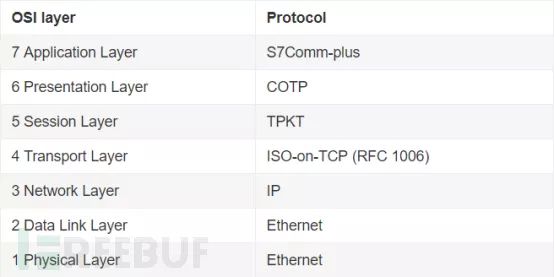 OSI layer Protocol
7 Application Layer S7Comm-plus
6 Presentation Layer COTP
5 Session Layer TPKT
4 Transport Layer ISO-on-TCP (RFC 1006)
3 Network Layer IP
2 Data Link Layer Ethernet
1 Physical Layer Ethernet
FREEBUF